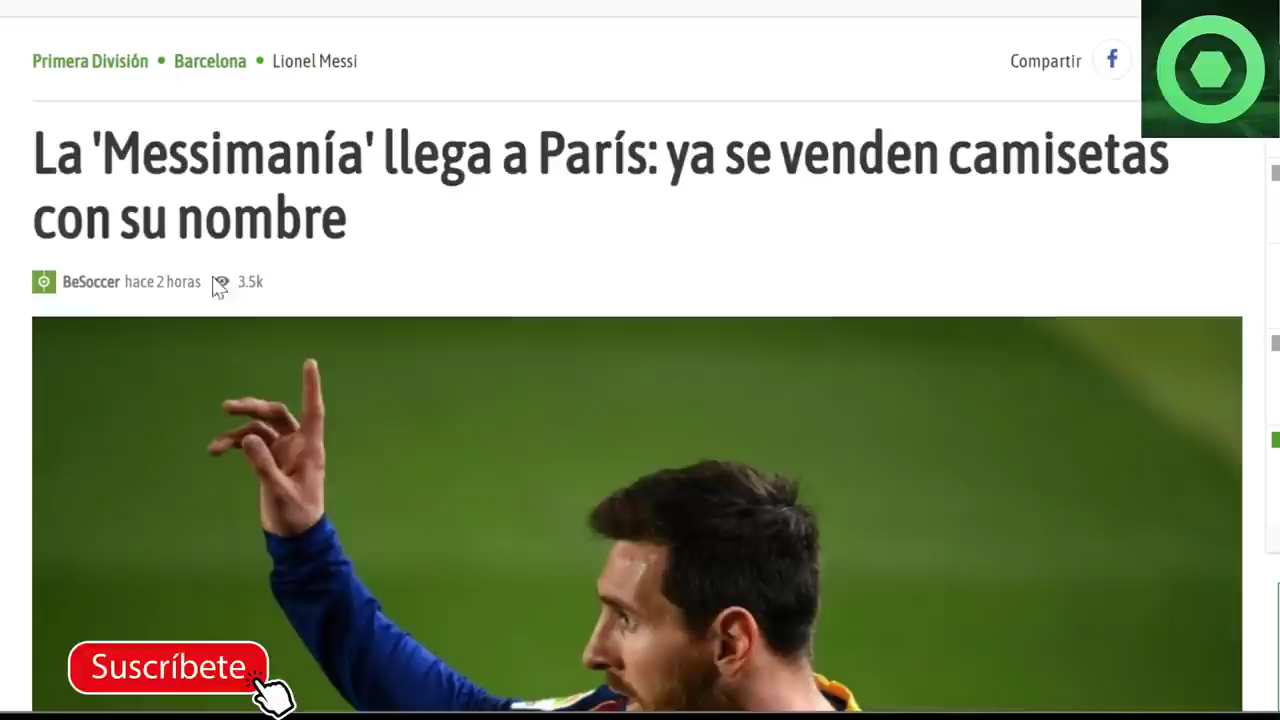 Primera División • Barcelona • Lionel Messi
Compartir
La 'Messimanía' llega a París: ya se venden camisetas
con su nombre
BeSoccer hace 2 horas 3.5k
Suscríbete